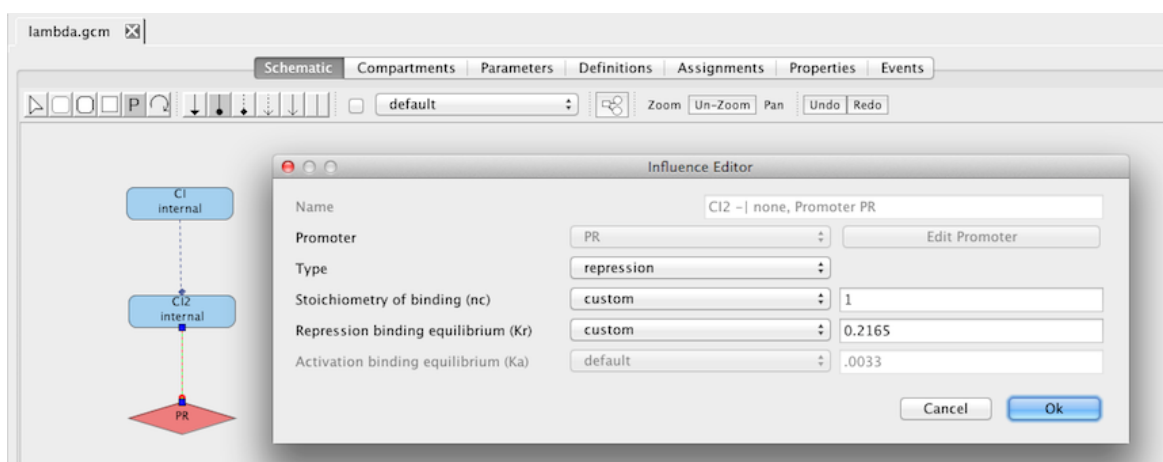 lambda.gcm
Schematic Compartments Parameters Definitions Assignments Properties Events
P default Zoom Un-Zoom Pan Undo Redo
Influence Editor
CI
internal
Name CI2 -| none, Promoter PR
Promoter PR Edit Promoter
Type repression
CI2
internal
Stoichiometry of binding (nc) custom 1
Repression binding equilibrium (Kr) custom 0.2165
Activation binding equilibrium (Ka) default .0033
PR
Cancel Ok